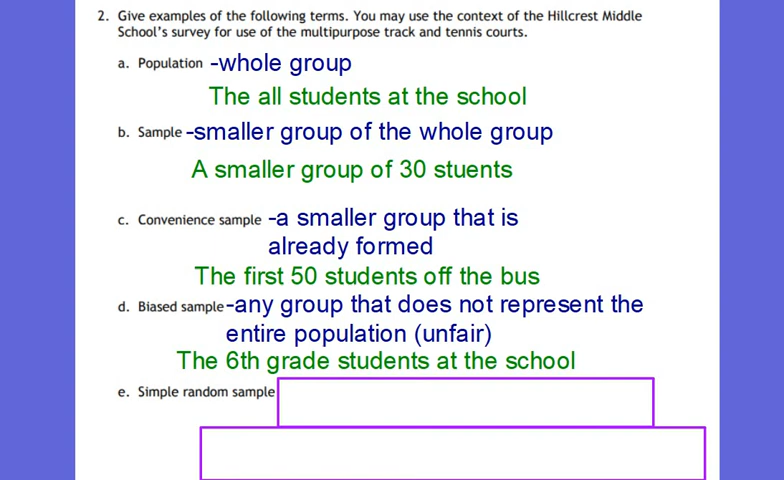 2. Give examples of the following terms. You may use the context of the Hillcrest Middle
School's survey for use of the multipurpose track and tennis courts.
a. Population -whole group
The all students at the school
b. Sample -smaller group of the whole group
A smaller group of 30 stuents
c. Convenience sample -a smaller group that is
already formed
The first 50 students off the bus
d. Biased sample -any group that does not represent the
entire population (unfair)
The 6th grade students at the school
e. Simple random sample